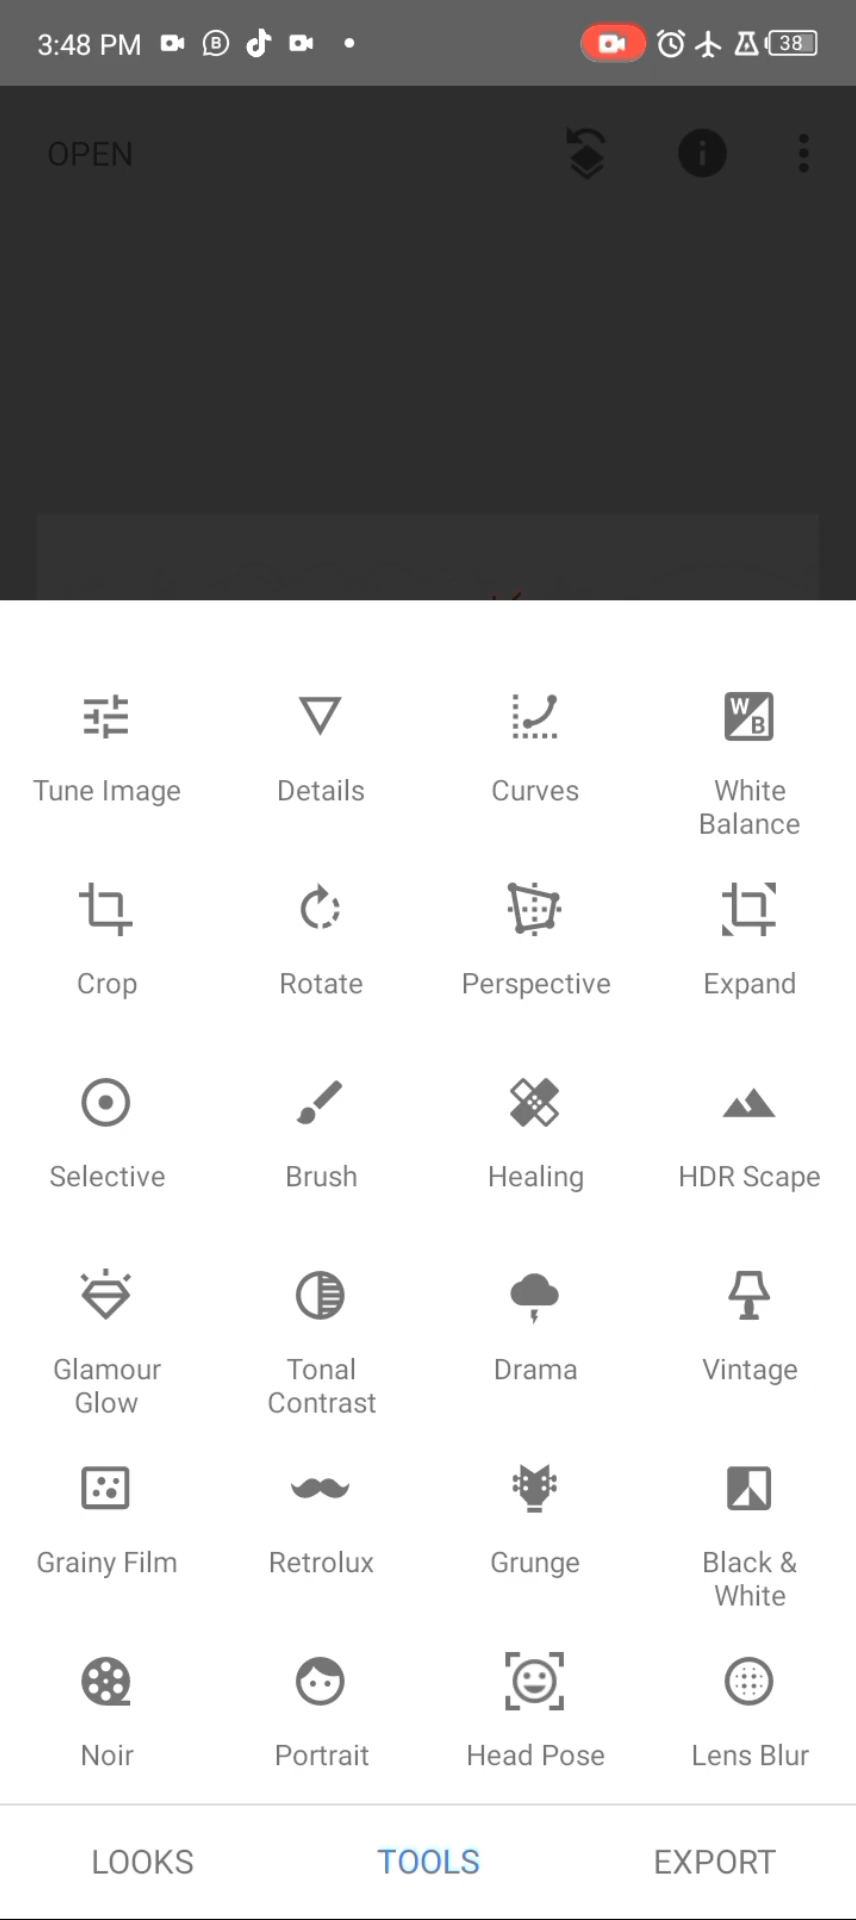 3:48 PM B 38
OPEN
Tune Image Details Curves White Balance
W B
Crop Rotate Perspective Expand
Selective Brush Healing HDR Scape
Glamour Glow Tonal Contrast Drama Vintage
Grainy Film Retrolux Grunge Black & White
Noir Portrait Head Pose Lens Blur
LOOKS TOOLS EXPORT